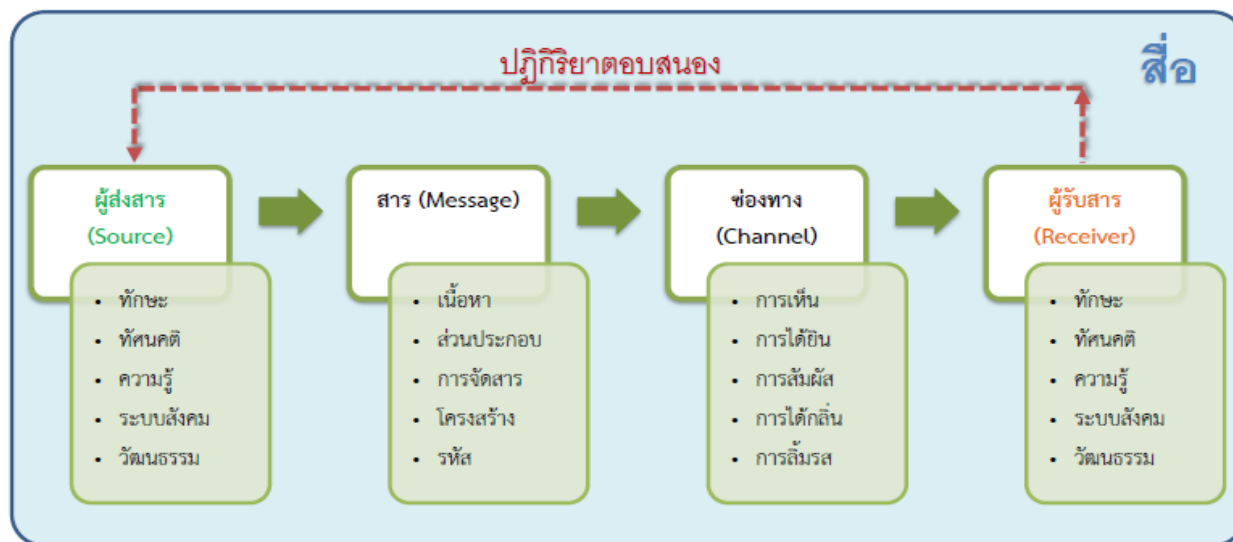 สื่อ
ปฏิกิริยาตอบสนอง
ผู้ส่งสาร
(Source)
• ทักษะ
• ทัศนคติ
• ความรู้
• ระบบสังคม
• วัฒนธรรม
สาร (Message)
• เนื้อหา
• ส่วนประกอบ
• การจัดสาร
• โครงสร้าง
• รหัส
ช่องทาง
(Channel)
• การเห็น
• การได้ยิน
• การสัมผัส
• การได้กลิ่น
• การลิ้มรส
ผู้รับสาร
(Receiver)
• ทักษะ
• ทัศนคติ
• ความรู้
• ระบบสังคม
• วัฒนธรรม